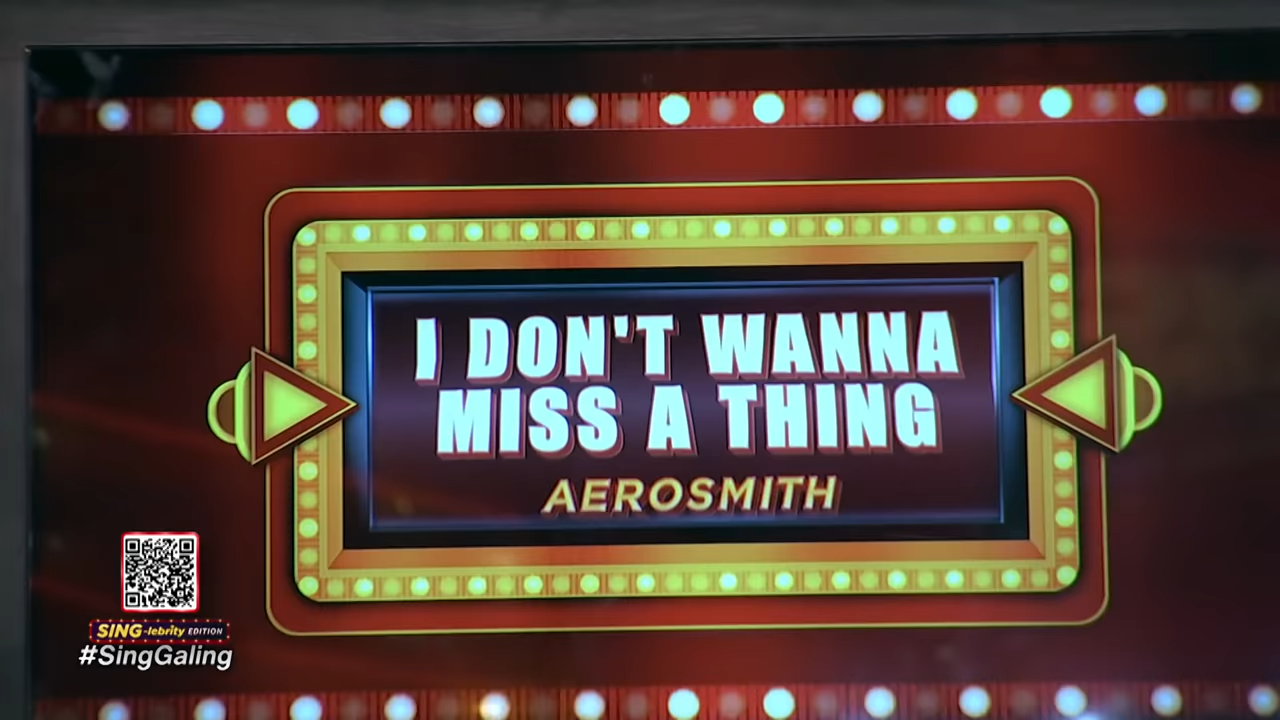 I DON'T WANNA
MISS A THING
AEROSMITH
SING-lebrity EDITION
#SingGaling